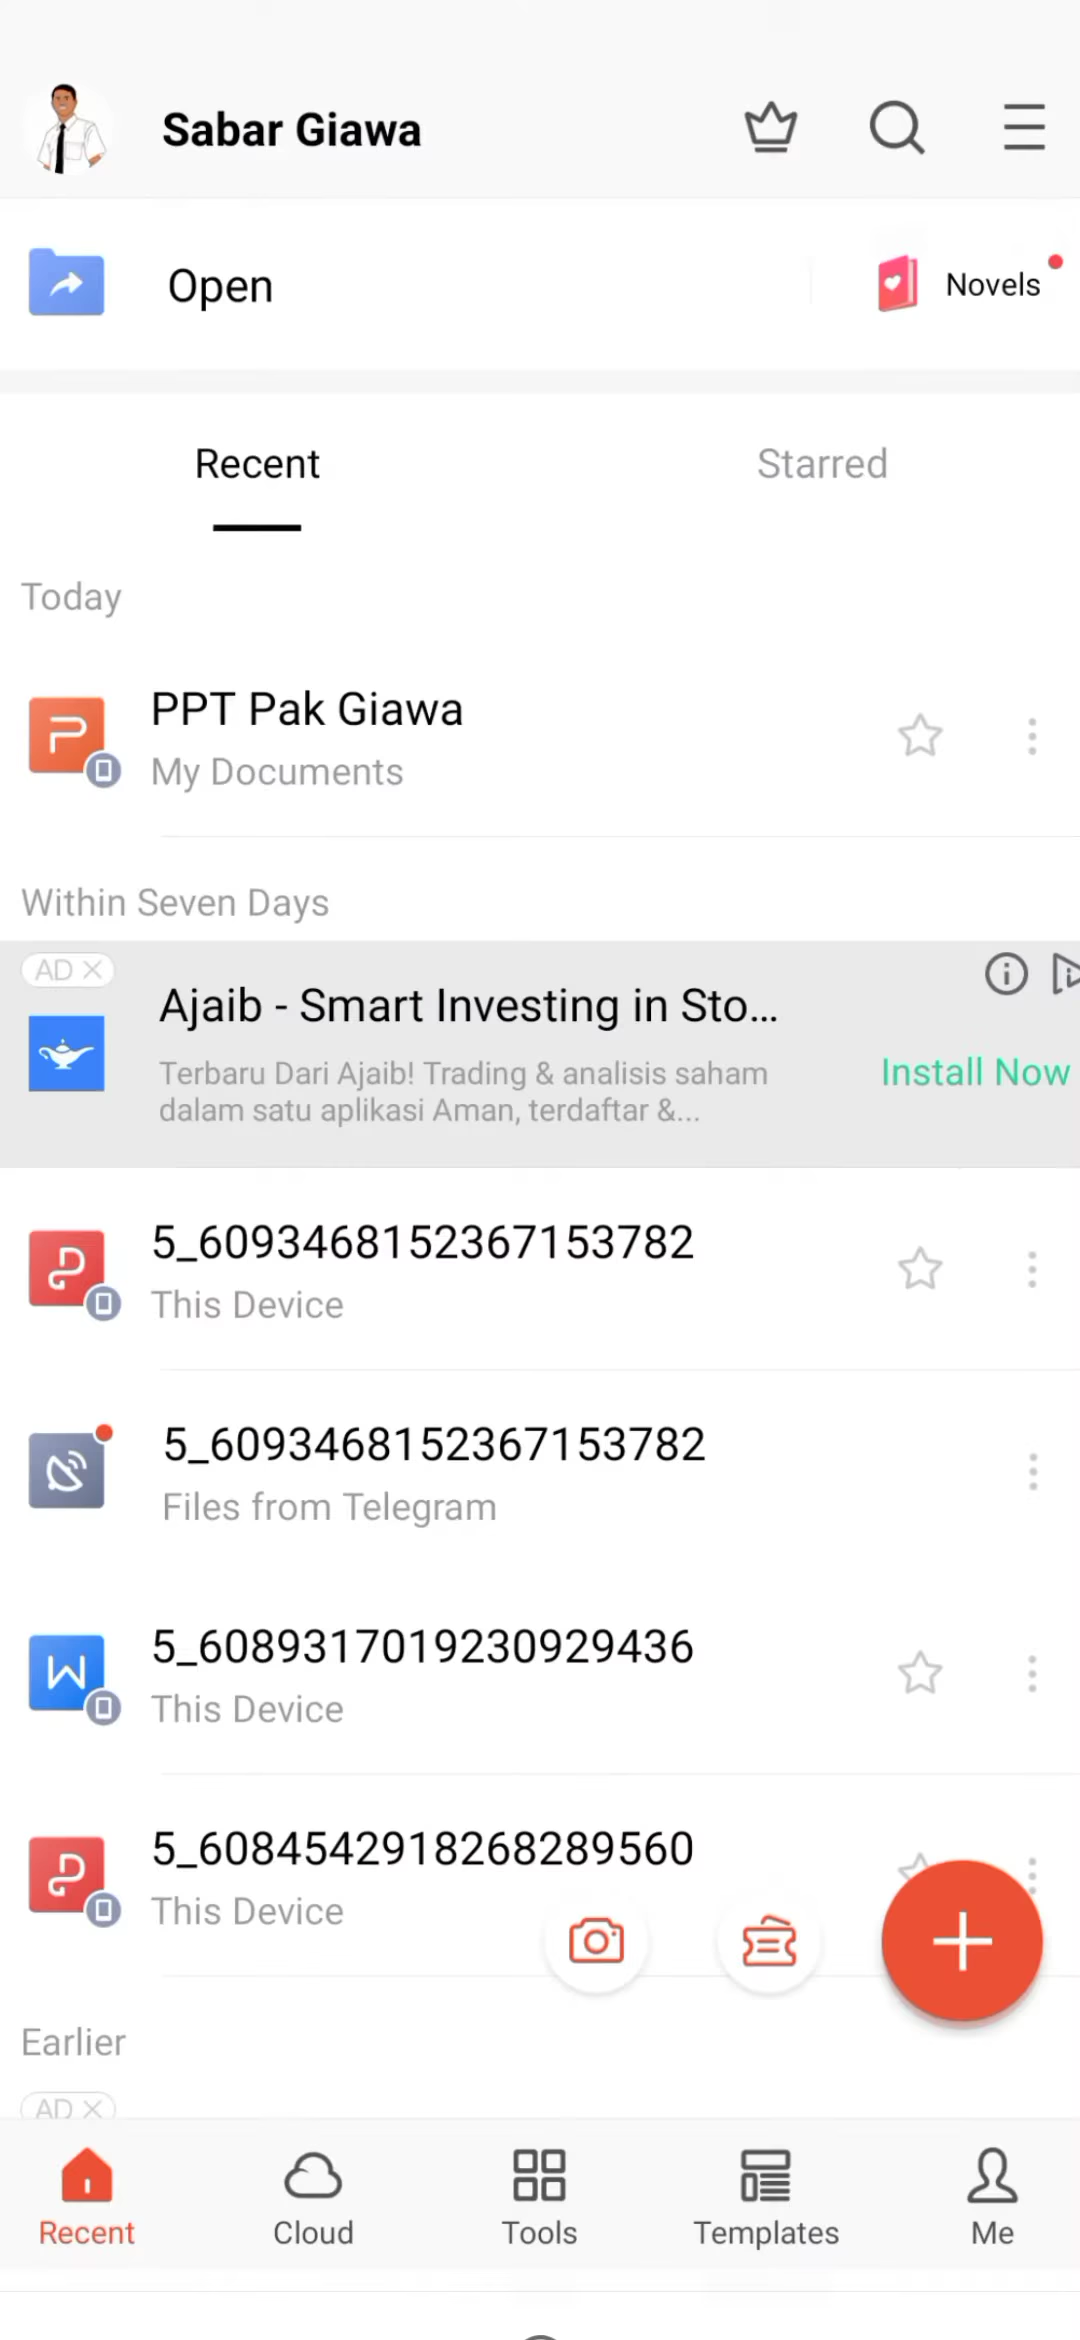 Sabar Giawa
Open
Novels
Recent
Starred
Today
PPT Pak Giawa
My Documents
Within Seven Days
AD
Ajaib - Smart Investing in Sto...
Terbaru Dari Ajaib! Trading & analisis saham
dalam satu aplikasi Aman, terdaftar &...
Install Now
5_6093468152367153782
This Device
5_6093468152367153782
Files from Telegram
5_6089317019230929436
This Device
5_6084542918268289560
This Device
Earlier
AD
Recent
Cloud
Tools
Templates
Me